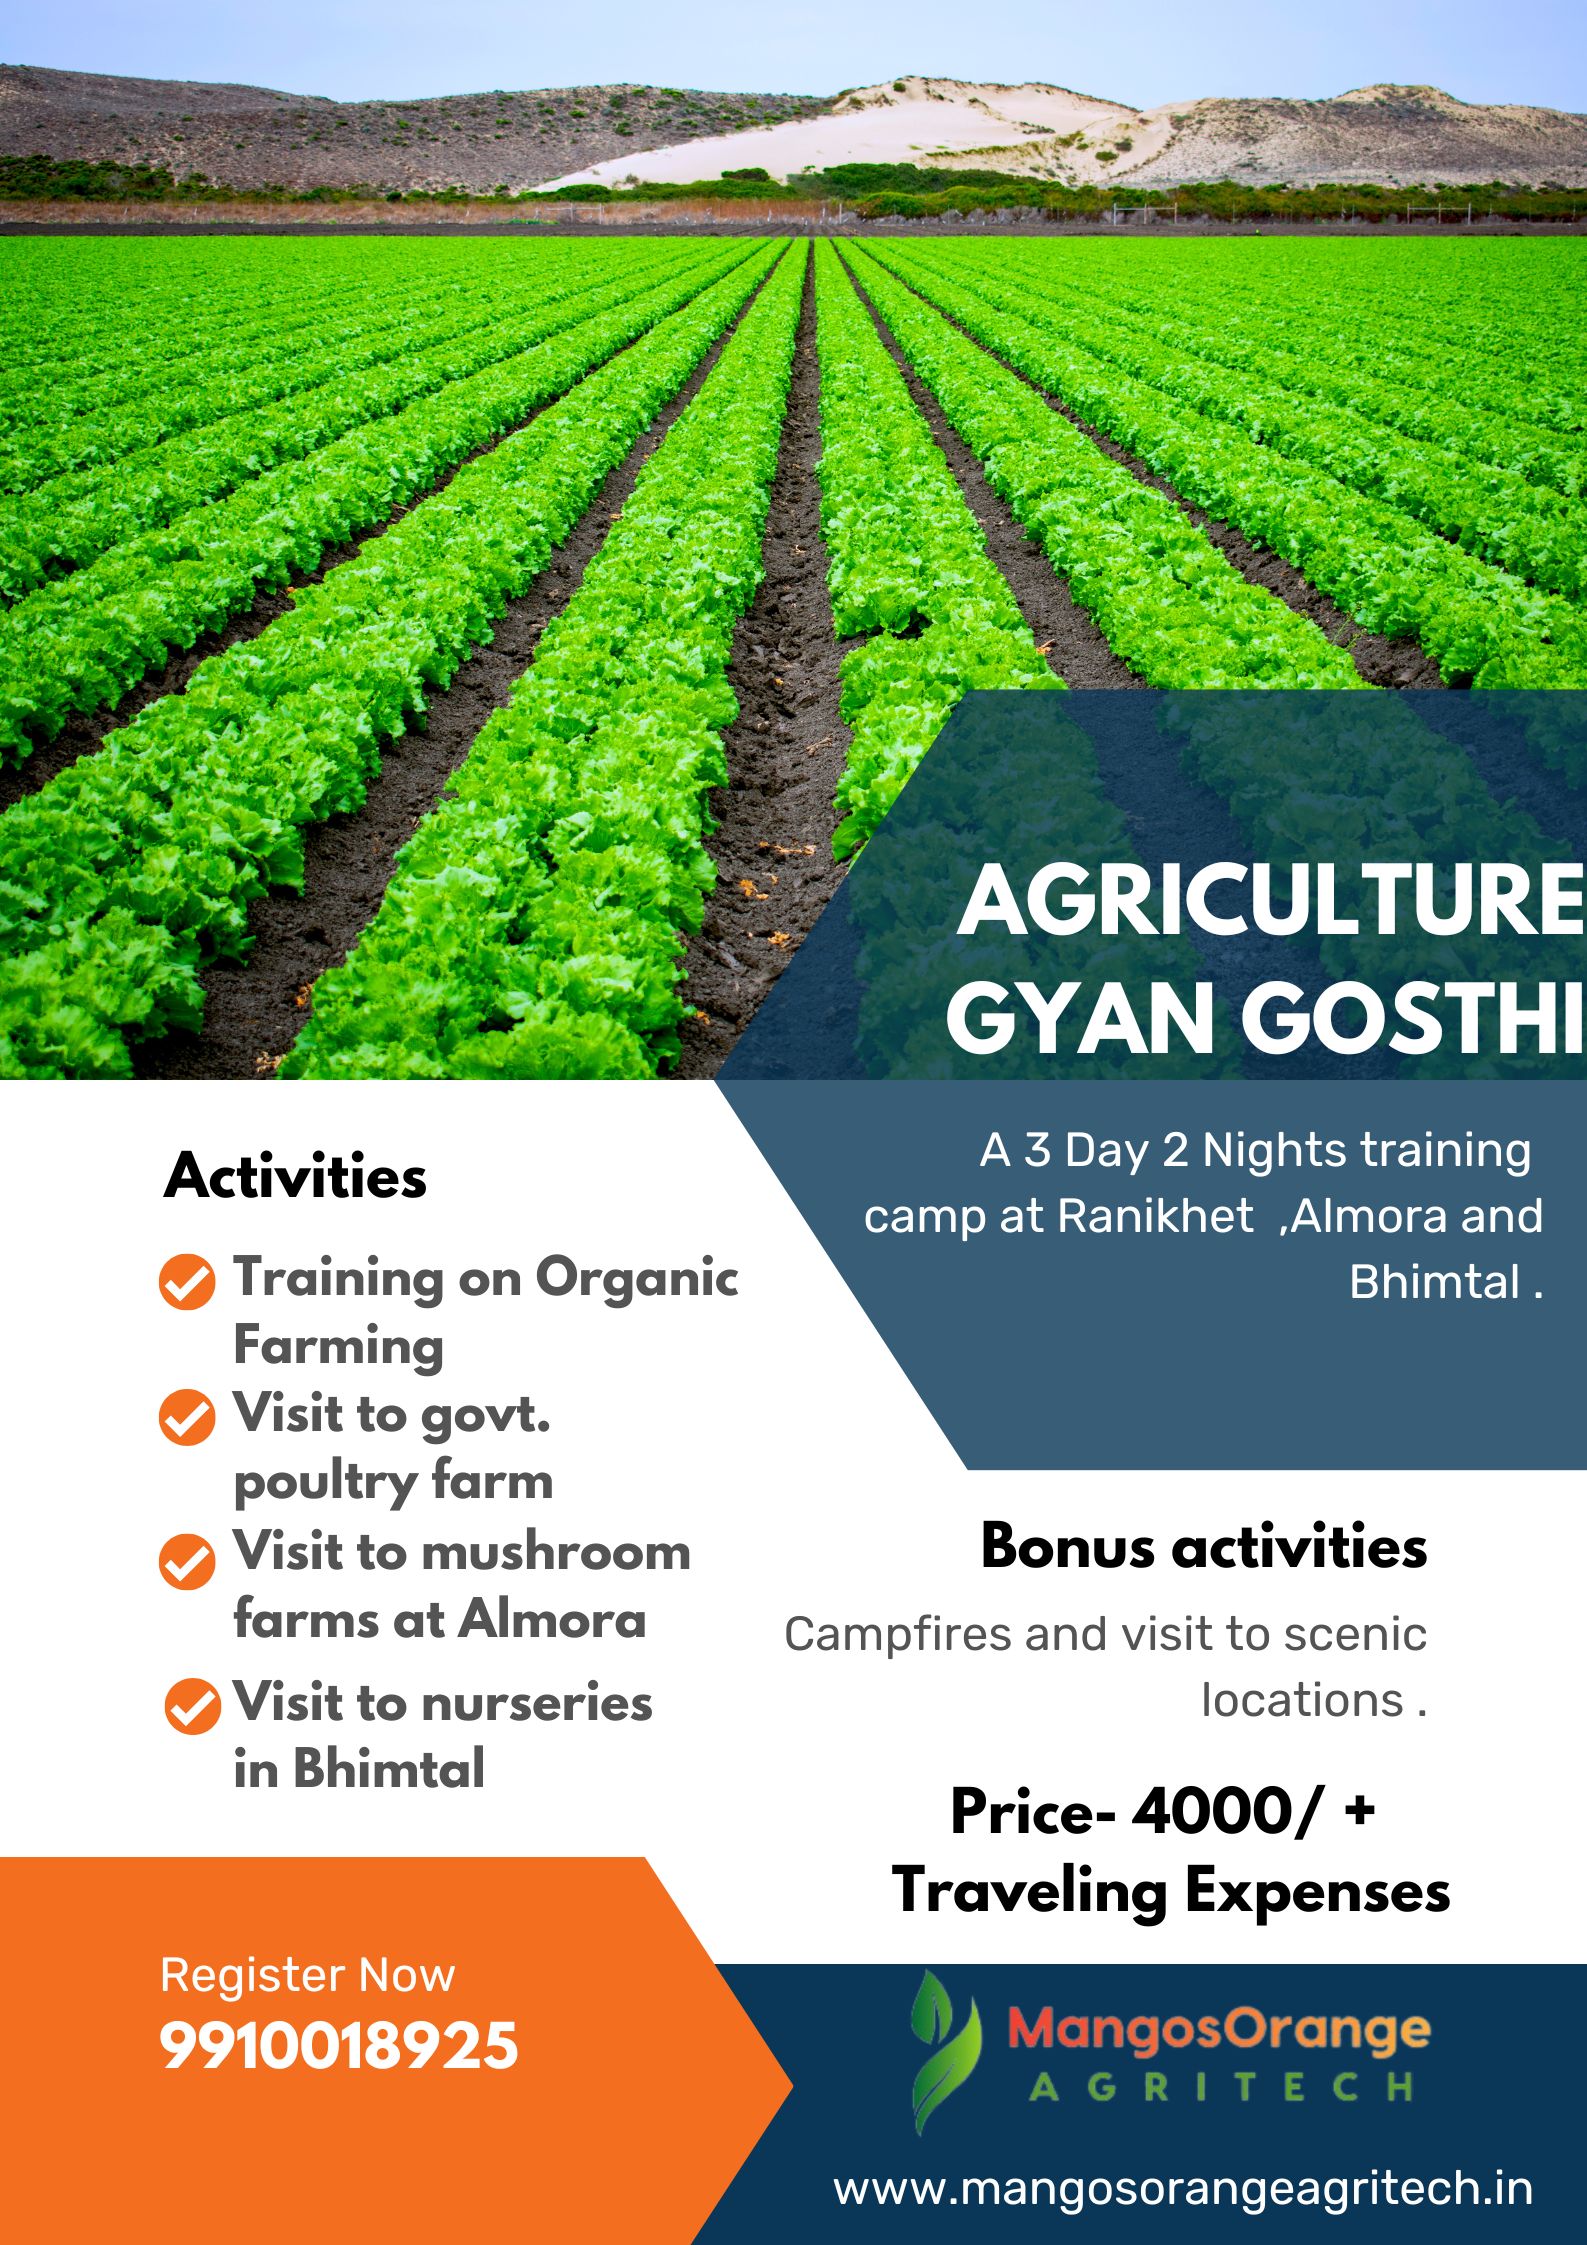 AGRICULTURE
GYAN GOSTHI
A 3 Day 2 Nights training
camp at Ranikhet ,Almora and
Bhimtal .
Activities
Training on Organic
Farming
Visit to govt.
poultry farm
Visit to mushroom
farms at Almora
Visit to nurseries
in Bhimtal
Bonus activities
Campfires and visit to scenic
locations .
Price- 4000/ +
Traveling Expenses
Register Now
9910018925
MangosOrange
AGRITECH
www.mangosorangeagritech.in